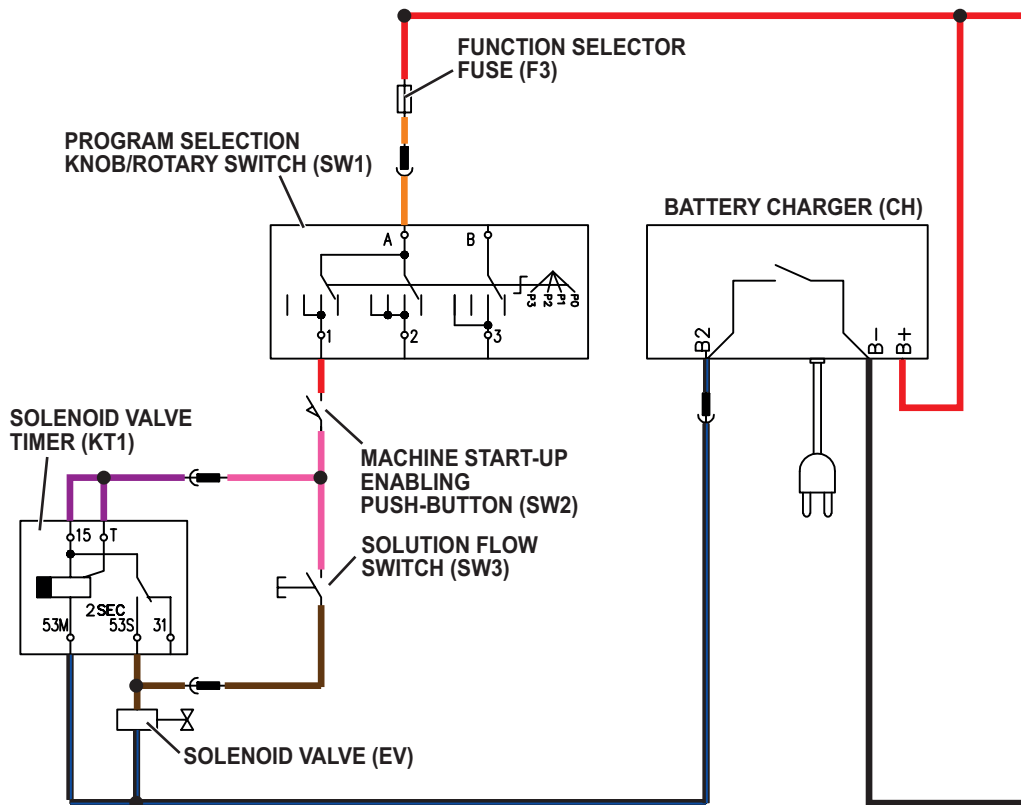 FUNCTION SELECTOR
FUSE (F3)
PROGRAM SELECTION
KNOB/ROTARY SWITCH (SW1)
BATTERY CHARGER (CH)
A
B
P3
P2
P1
P0
1
2
3
B2
B-
B+
SOLENOID VALVE
TIMER (KT1)
MACHINE START-UP
ENABLING
PUSH-BUTTON (SW2)
15
T
SOLUTION FLOW
SWITCH (SW3)
2SEC
53M
53S
31
SOLENOID VALVE (EV)